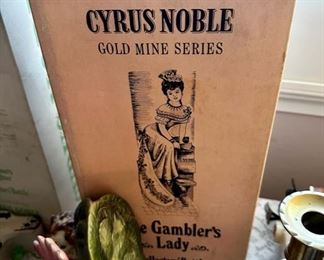 CYRUS NOBLE
GOLD MINE SERIES
Gambler's
Lady